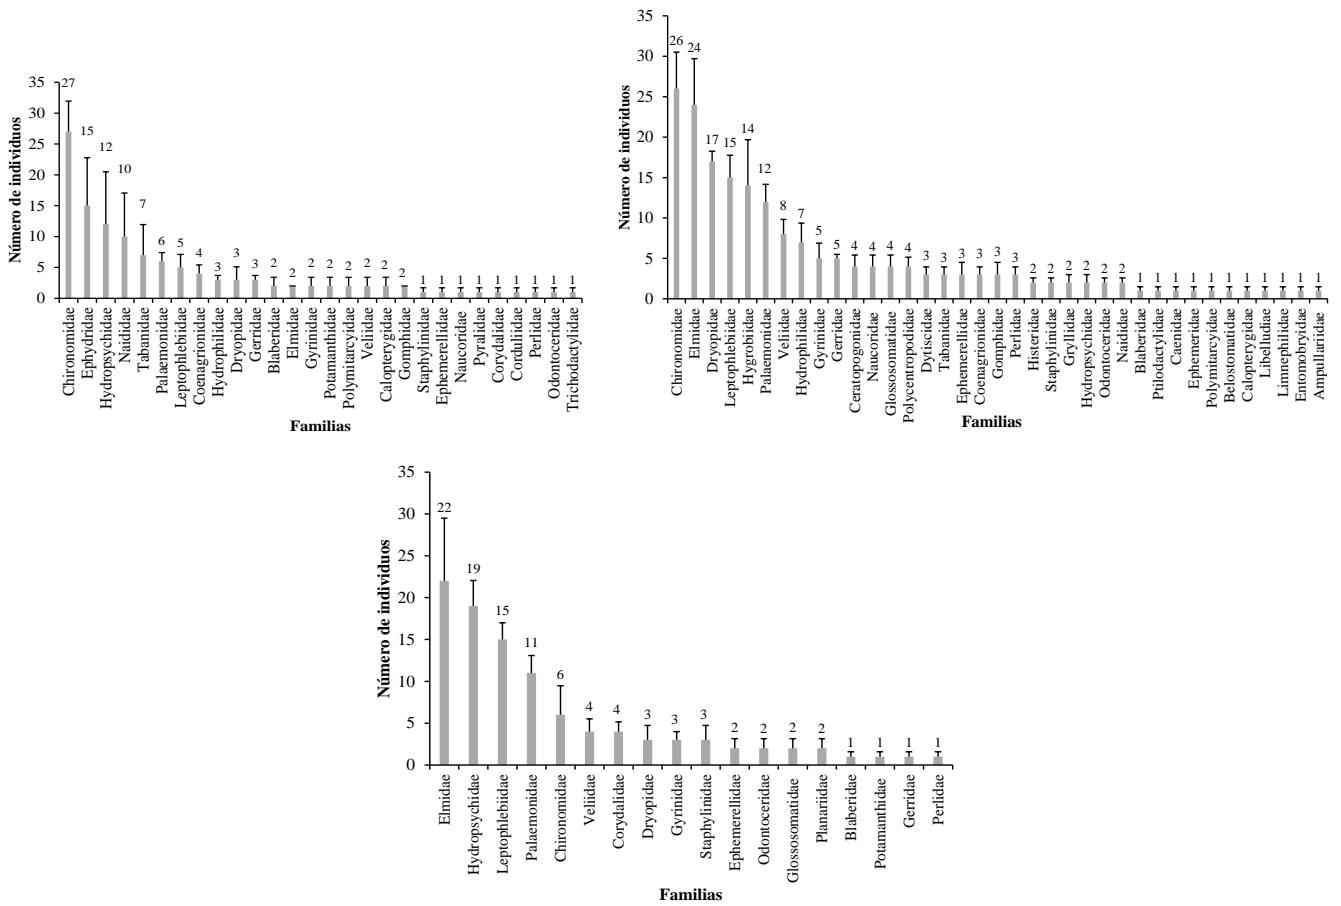 Número de individuos
35
30
25
20
15
10
5
0
27
15
12
10
7
6
5
4
3
3
3
2
2
2
2
2
2
2
2
1
1
1
1
1
1
1
1
1
Chironomidae
Ephydridae
Hydropsychidae
Naididae
Tabanidae
Palaemonidae
Leptophlebiidae
Coenagrionidae
Hydrophilidae
Dryopidae
Gerridae
Blaberidae
Elmidae
Gyrinidae
Potamanthidae
Polymitarcyidae
Veliidae
Calopterygidae
Gomphidae
Staphylinidae
Ephemerellidae
Naucoridae
Pyralidae
Corydalidae
Corduliidae
Perlidae
Odontoceridae
Trichodactylidae
Familias
Número de individuos
35
30
25
20
15
10
5
0
26
24
17
15
14
12
8
7
5
5
4
4
4
4
3
3
3
3
3
3
2
2
2
2
2
2
1
1
1
1
1
1
1
1
1
1
1
Chironomidae
Elmidae
Dryopidae
Leptophlebiidae
Hygrobiidae
Palaemonidae
Veliidae
Hydrophilidae
Gyrinidae
Gerridae
Ceratopogonidae
Naucoridae
Glossosomatidae
Polycentropodidae
Dytiscidae
Tabanidae
Ephemerellidae
Coenagrionidae
Gomphidae
Perlidae
Histeridae
Staphylinidae
Gryllidae
Hydropsychidae
Odontoceridae
Naididae
Blaberidae
Ptulodactylidae
Caenidae
Ephemeridae
Polymitarcyidae
Belostomatidae
Calopterygidae
Libelludiae
Limnephilidae
Entomobryidae
Ampullariidae
Familias
Número de individuos
35
30
25
20
15
10
5
0
22
19
15
11
6
4
4
3
3
3
2
2
2
2
1
1
1
1
Elmidae
Hydropsychidae
Leptophlebiidae
Palaemonidae
Chironomidae
Veliidae
Corydalidae
Dryopidae
Gyrinidae
Staphylinidae
Ephemerellidae
Odontoceridae
Glossosomatidae
Planariidae
Blaberidae
Potamanthidae
Gerridae
Perlidae
Familias